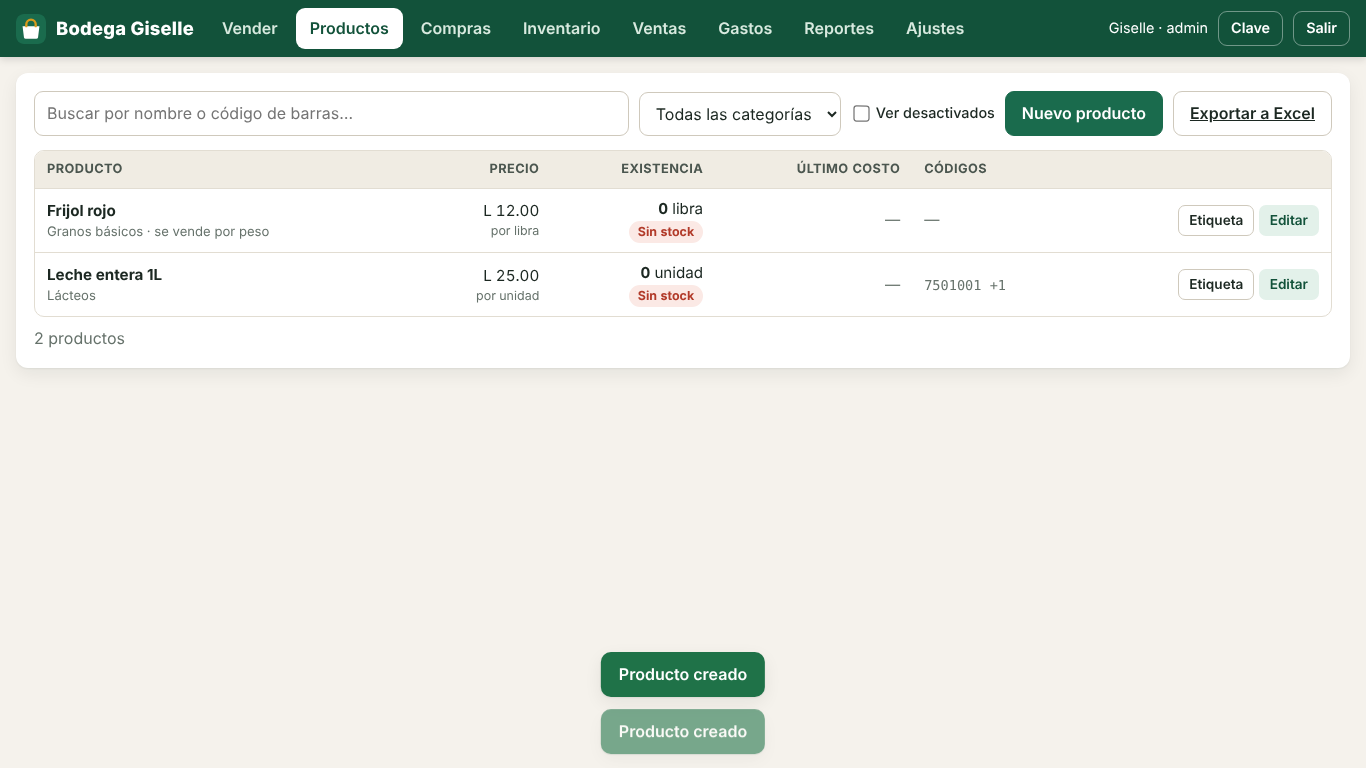 Bodega Giselle Vender Productos Compras Inventario Ventas Gastos Reportes Ajustes Giselle · admin Clave Salir
Buscar por nombre o código de barras... Todas las categorías Ver desactivados Nuevo producto Exportar a Excel
PRODUCTO PRECIO EXISTENCIA ÚLTIMO COSTO CÓDIGOS
Frijol rojo L 12.00 0 libra — — Etiqueta Editar
Granos básicos · se vende por peso por libra Sin stock
Leche entera 1L L 25.00 0 unidad — 7501001 +1 Etiqueta Editar
Lácteos por unidad Sin stock
2 productos
Producto creado
Producto creado